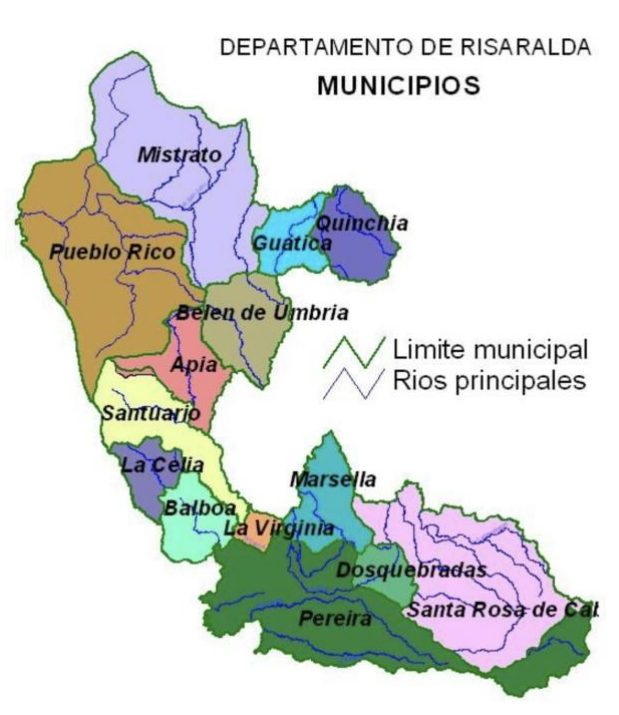 DEPARTAMENTO DE RISARALDA
MUNICIPIOS
Mistrato
Quinchia
Guatica
Pueblo Rico
Belen de Umbria
Limite municipal
Apia
Rios principales
Santuario
La Celia
Marsella
Balboa
La Virginia
Dosquebradas
Santa Rosa de Cab
Pereira